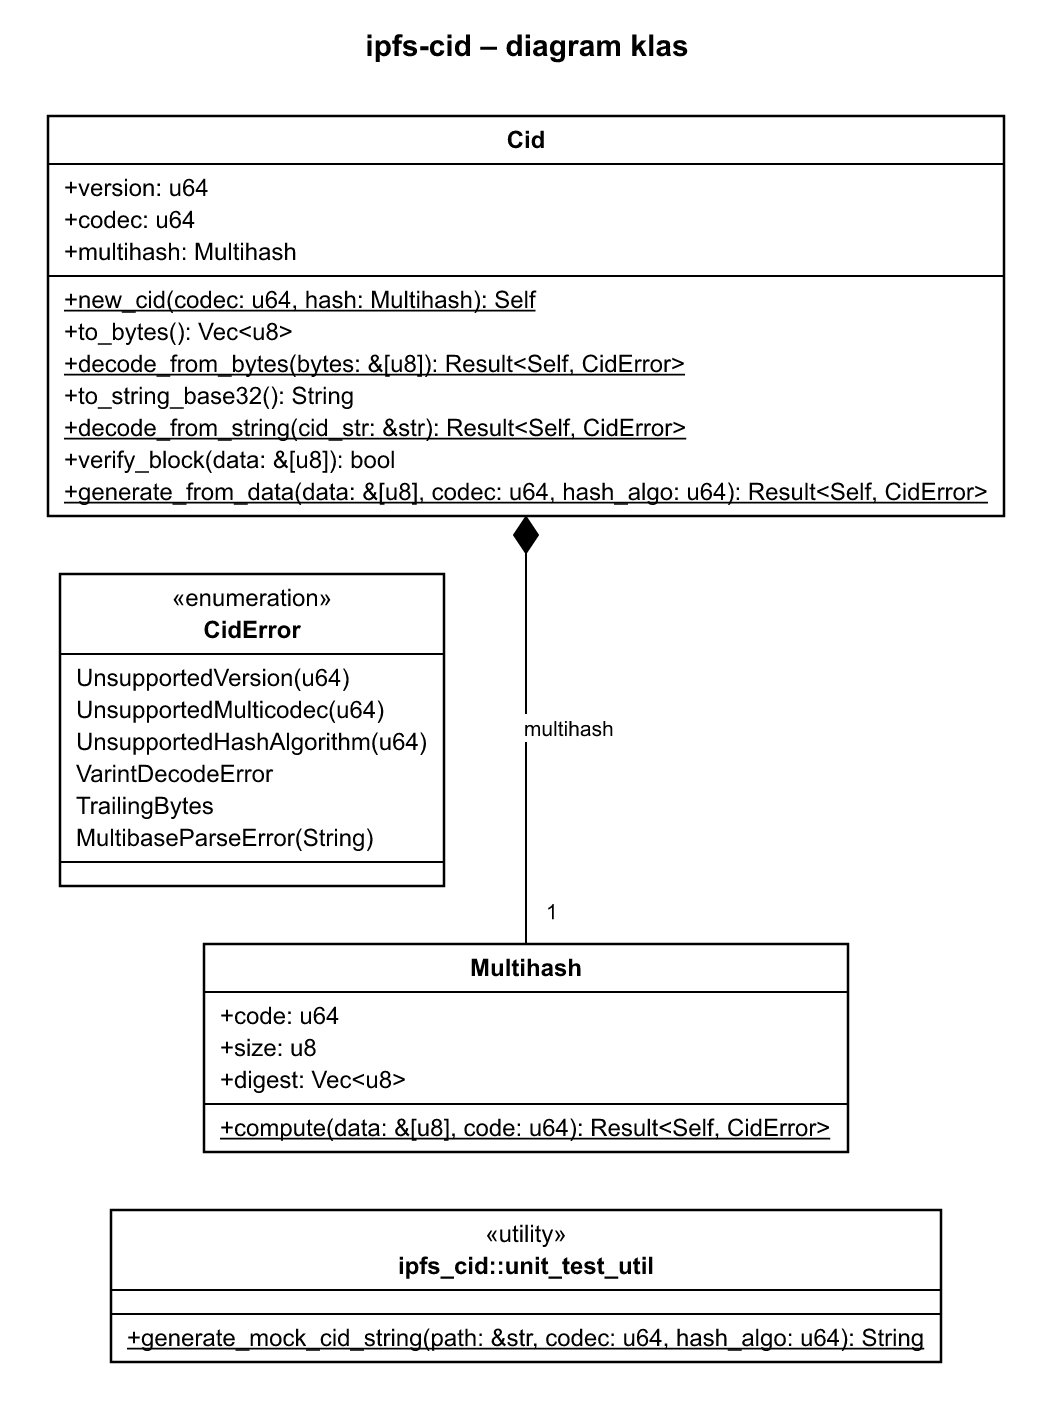 ipfs-cid – diagram klas
Cid
+version: u64
+codec: u64
+multihash: Multihash
+new_cid(codec: u64, hash: Multihash): Self
+to_bytes(): Vec<u8>
+decode_from_bytes(bytes: &[u8]): Result<Self, CidError>
+to_string_base32(): String
+decode_from_string(cid_str: &str): Result<Self, CidError>
+verify_block(data: &[u8]): bool
+generate_from_data(data: &[u8], codec: u64, hash_algo: u64): Result<Self, CidError>
«enumeration»
CidError
UnsupportedVersion(u64)
UnsupportedMulticodec(u64)
UnsupportedHashAlgorithm(u64)
VarintDecodeError
TrailingBytes
MultibaseParseError(String)
multihash
1
Multihash
+code: u64
+size: u8
+digest: Vec<u8>
+compute(data: &[u8], code: u64): Result<Self, CidError>
«utility»
ipfs_cid::unit_test_util
+generate_mock_cid_string(path: &str, codec: u64, hash_algo: u64): String